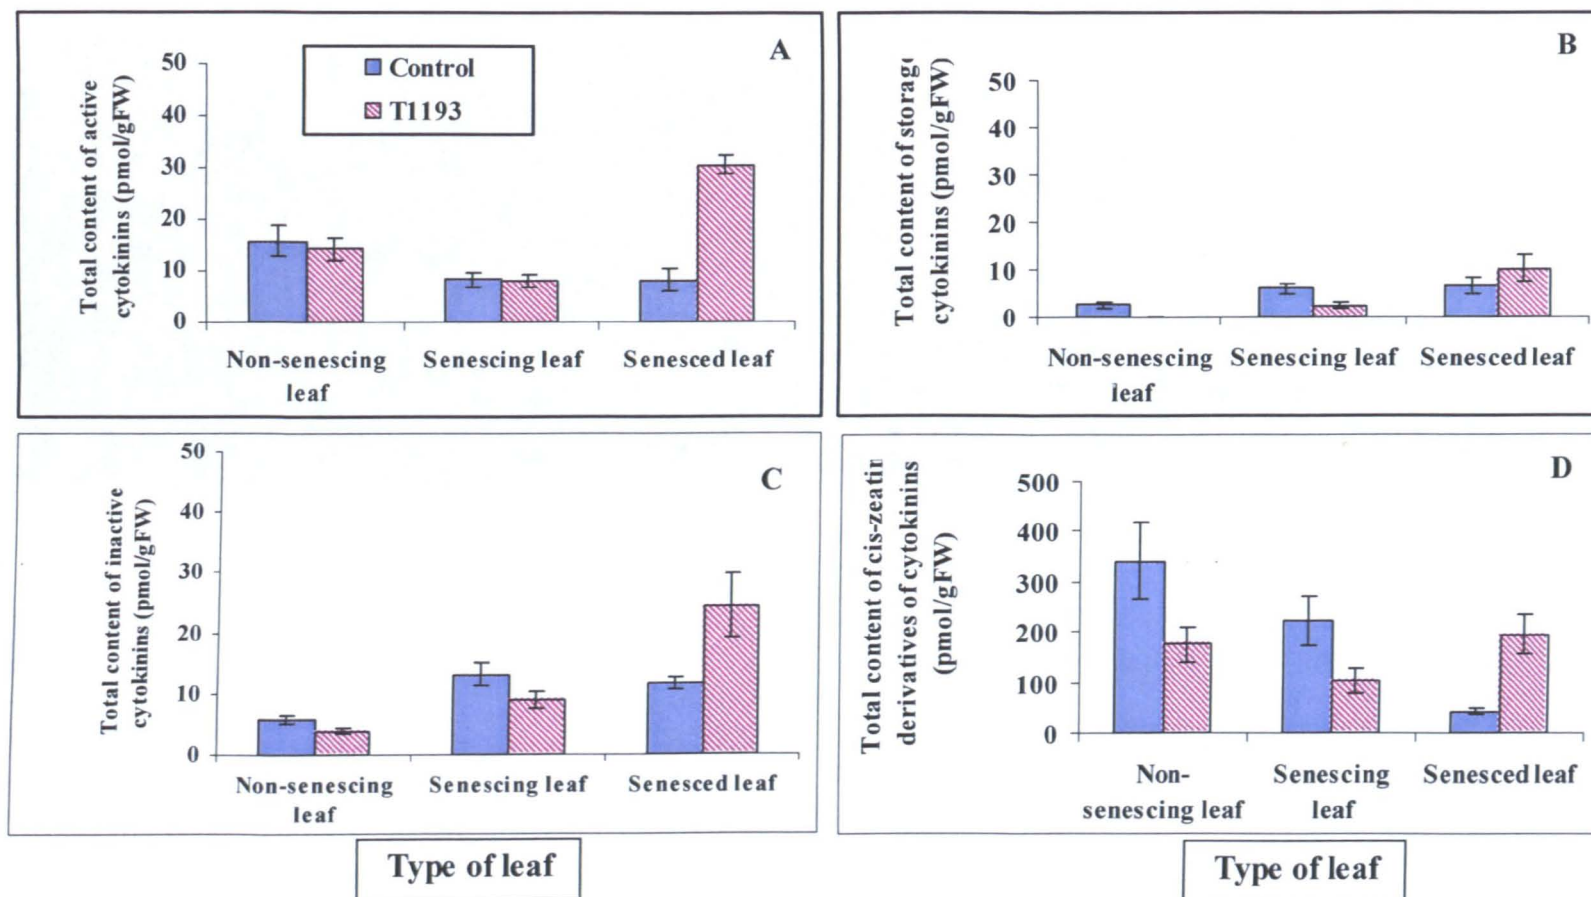 A
Total content of active
cytokinins (pmol/gFW)
50
40
30
20
10
0
Control
T1193
Non-senescing
leaf
Senescing leaf
Senesced leaf
B
Total content of storage
cytokinins (pmol/gFW)
50
40
30
20
10
0
Non-senescing
leaf
Senescing leaf
Senesced leaf
C
Total content of inactive
cytokinins (pmol/gFW)
50
40
30
20
10
0
Non-senescing
leaf
Senescing leaf
Senesced leaf
Type of leaf
D
Total content of cis-zeatin
derivatives of cytokinins
(pmol/gFW)
500
400
300
200
100
0
Non-
senescing leaf
Senescing
leaf
Senesced leaf
Type of leaf